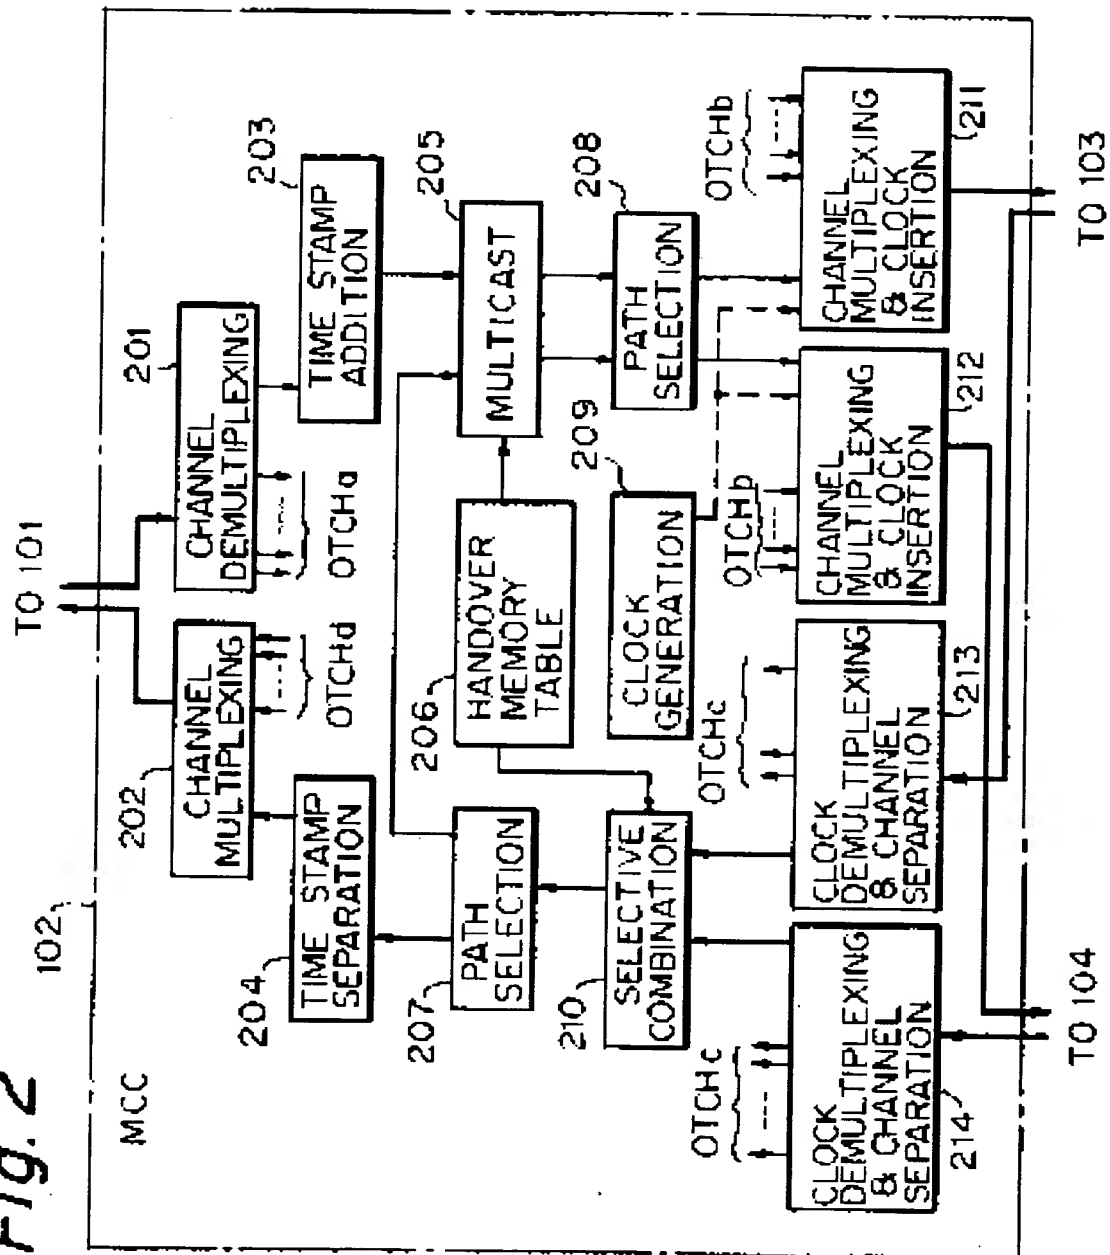 Fig. 2
102
MCC
TO 101
202
CHANNEL
MULTIPLEXING
OTCHd
201
CHANNEL
DEMULTIPLEXING
OTCHa
204
TIME STAMP
SEPARATION
203
TIME STAMP
ADDITION
207
PATH
SELECTION
206
HANDOVER
MEMORY
TABLE
205
MULTICAST
210
SELECTIVE
COMBINATION
209
CLOCK
GENERATION
208
PATH
SELECTION
OTCHc
OTCHc
OTCHb
OTCHb
CLOCK
DEMULTIPLEXING
& CHANNEL
SEPARATION
214
CLOCK
DEMULTIPLEXING
& CHANNEL
SEPARATION
213
CHANNEL
MULTIPLEXING
& CLOCK
INSERTION
212
CHANNEL
MULTIPLEXING
& CLOCK
INSERTION
211
TO 104
TO 103